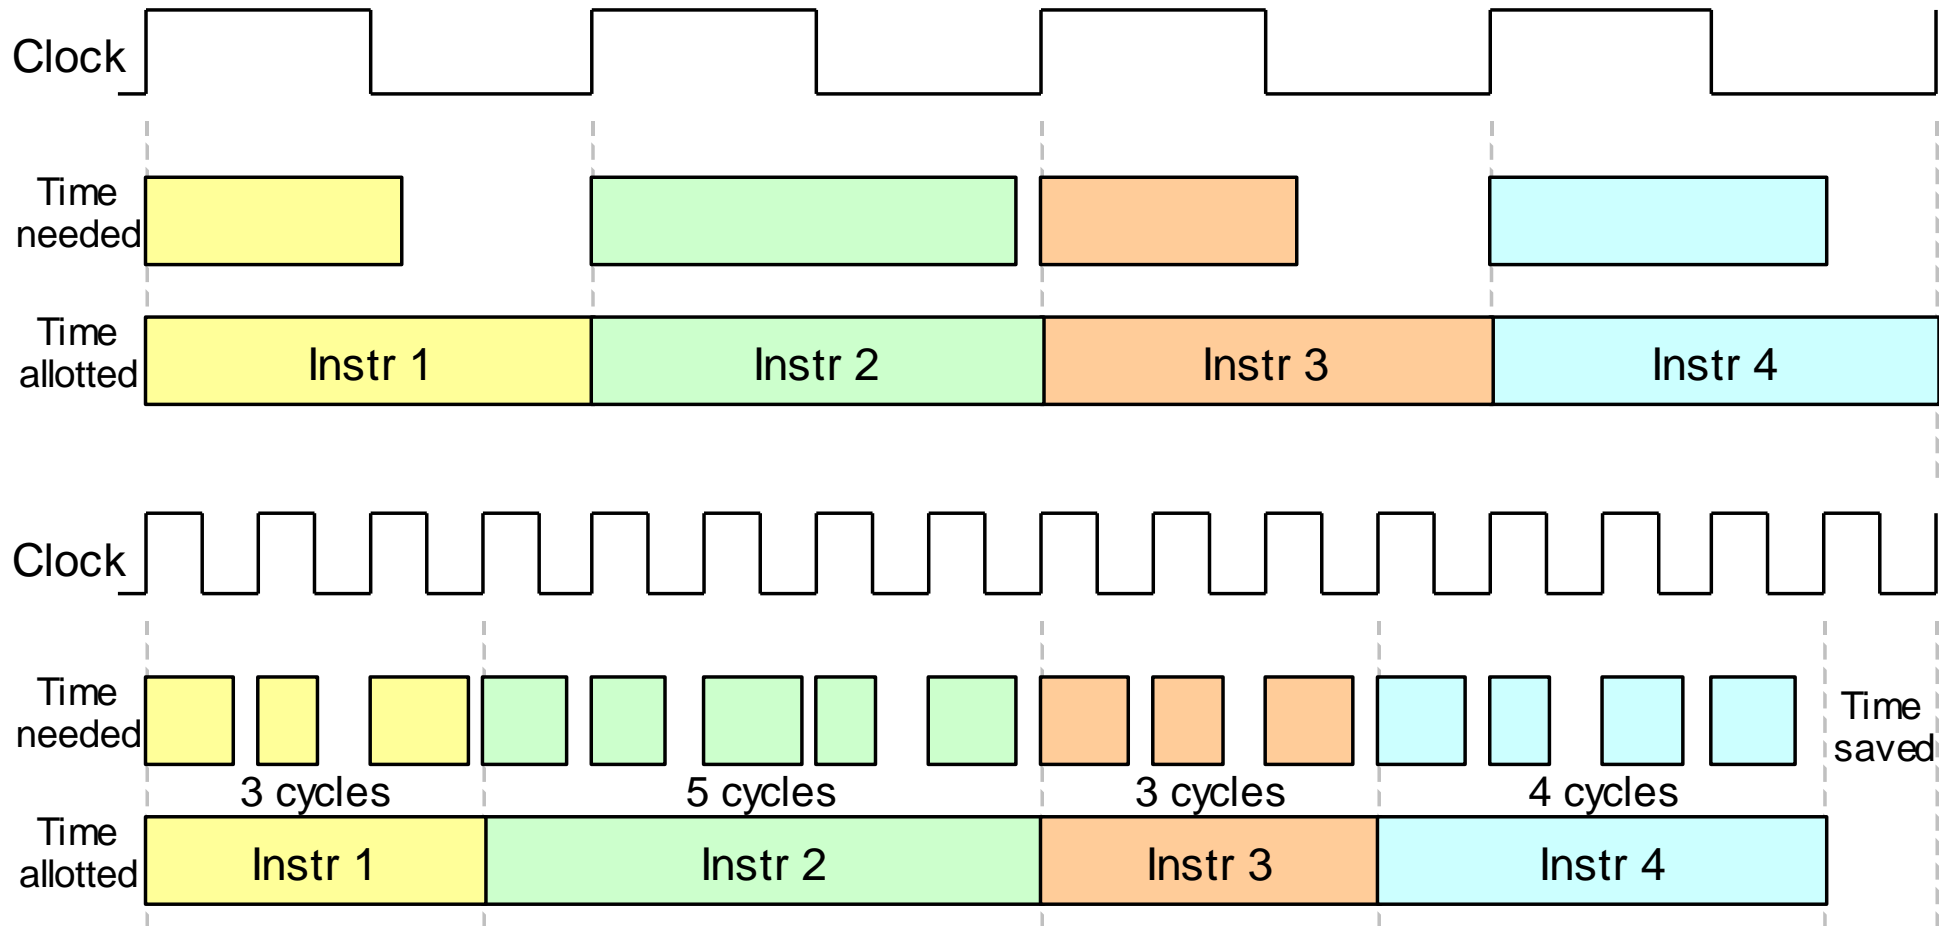 Clock
Time
needed
Time
allotted
Instr 1
Instr 2
Instr 3
Instr 4
Clock
Time
needed
Time
saved
3 cycles
5 cycles
3 cycles
4 cycles
Time
allotted
Instr 1
Instr 2
Instr 3
Instr 4